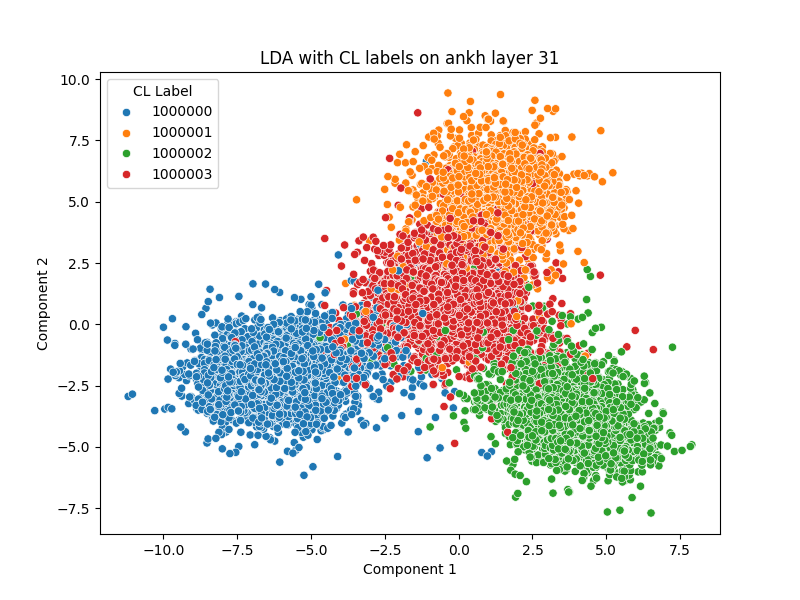 LDA with CL labels on ankh layer 31
CL Label
1000000
1000001
1000002
1000003
10.0
7.5
5.0
2.5
0.0
−2.5
−5.0
−7.5
Component 2
−10.0 −7.5 −5.0 −2.5 0.0 2.5 5.0 7.5
Component 1